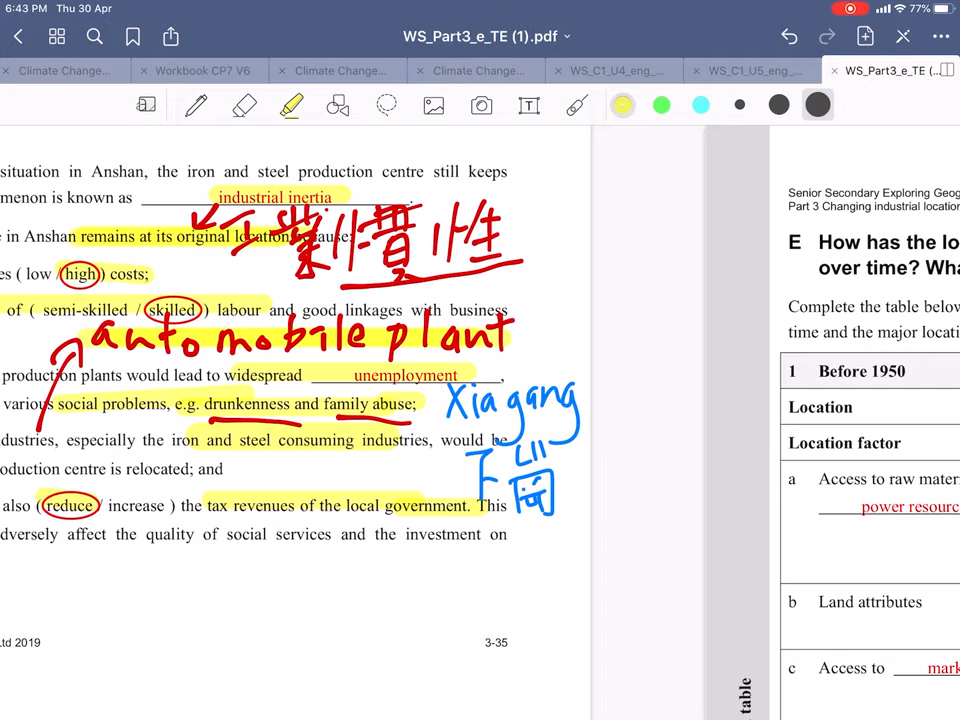 6:43 PM Thu 30 Apr
77%
WS_Part3_e_TE (1).pdf
Climate Change...
Workbook CP7 V6
Climate Change...
Climate Change...
WS_C1_U4_eng_...
WS_C1_U5_eng_...
WS_Part3_e_TE (...
situation in Anshan, the iron and steel production centre still keeps
menon is known as industrial inertia.
e in Anshan remains at its original location because:
工業慣性
es ( low / high ) costs;
of ( semi-skilled / skilled ) labour and good linkages with business
automobile plant
production plants would lead to widespread unemployment,
various social problems, e.g. drunkenness and family abuse;
Xia gang
下崗
dustries, especially the iron and steel consuming industries, would be
oduction centre is relocated; and
also ( reduce / increase ) the tax revenues of the local government. This
dversely affect the quality of social services and the investment on
Ltd 2019
3-35
Senior Secondary Exploring Geog
Part 3 Changing industrial location
E How has the lo
over time? Wha
Complete the table below
time and the major locati
1 Before 1950
Location
Location factor
a Access to raw mater
power resourc
b Land attributes
c Access to mark
table